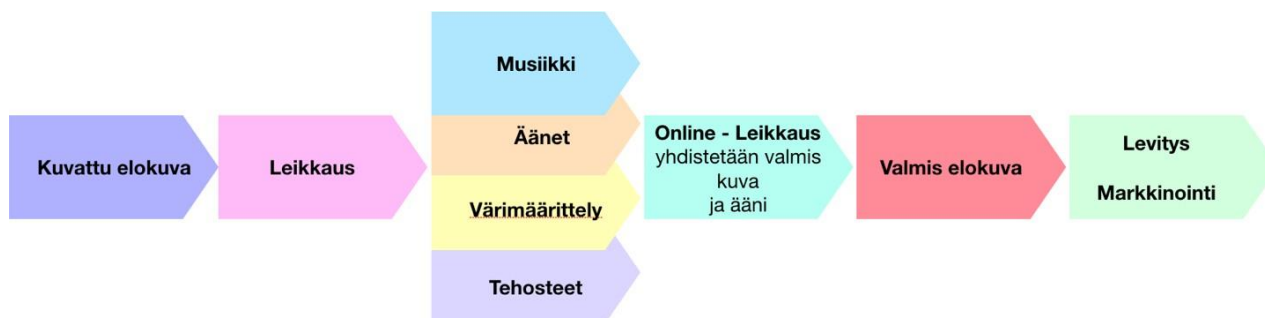 Kuvattu elokuva
Leikkaus
Musiikki
Äänet
Värimäärittely
Tehosteet
Online - Leikkaus
yhdistetään valmis
kuva
ja ääni
Valmis elokuva
Levitys
Markkinointi